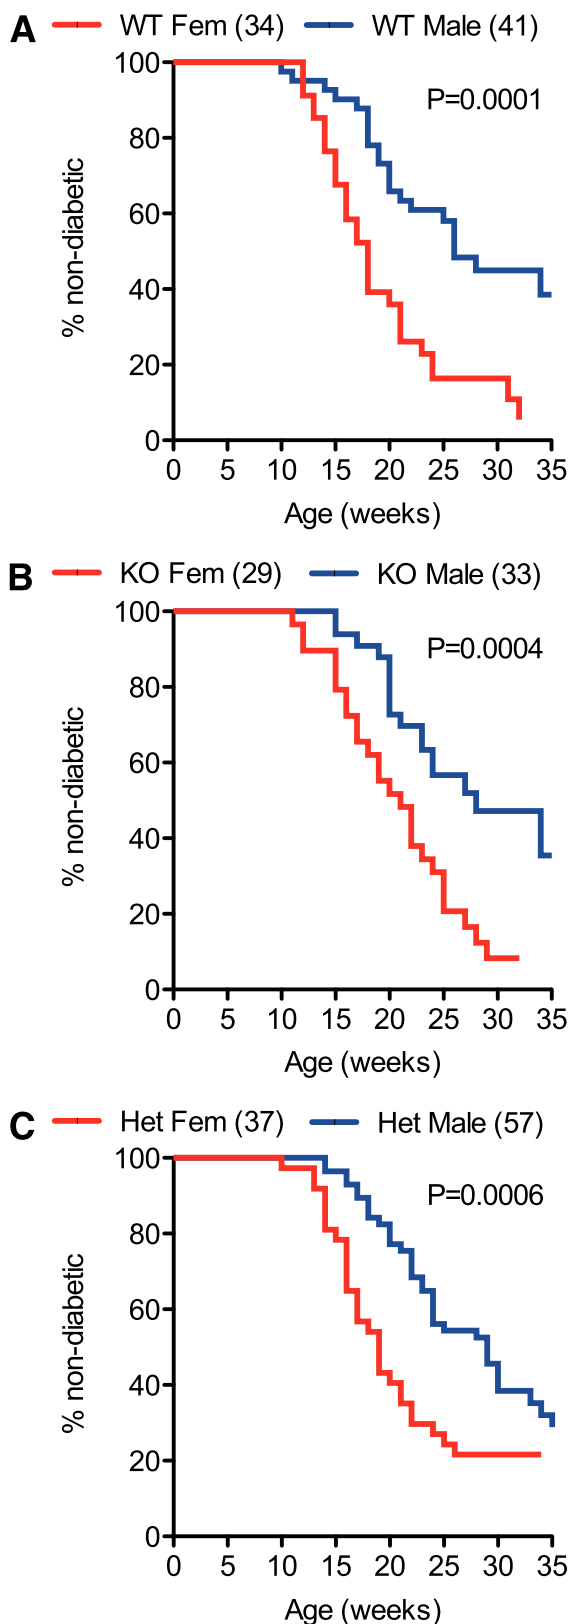 A WT Fem (34) WT Male (41)
P=0.0001
% non-diabetic
100
80
60
40
20
0
0 5 10 15 20 25 30 35
Age (weeks)
B KO Fem (29) KO Male (33)
P=0.0004
% non-diabetic
100
80
60
40
20
0
0 5 10 15 20 25 30 35
Age (weeks)
C Het Fem (37) Het Male (57)
P=0.0006
% non-diabetic
100
80
60
40
20
0
0 5 10 15 20 25 30 35
Age (weeks)